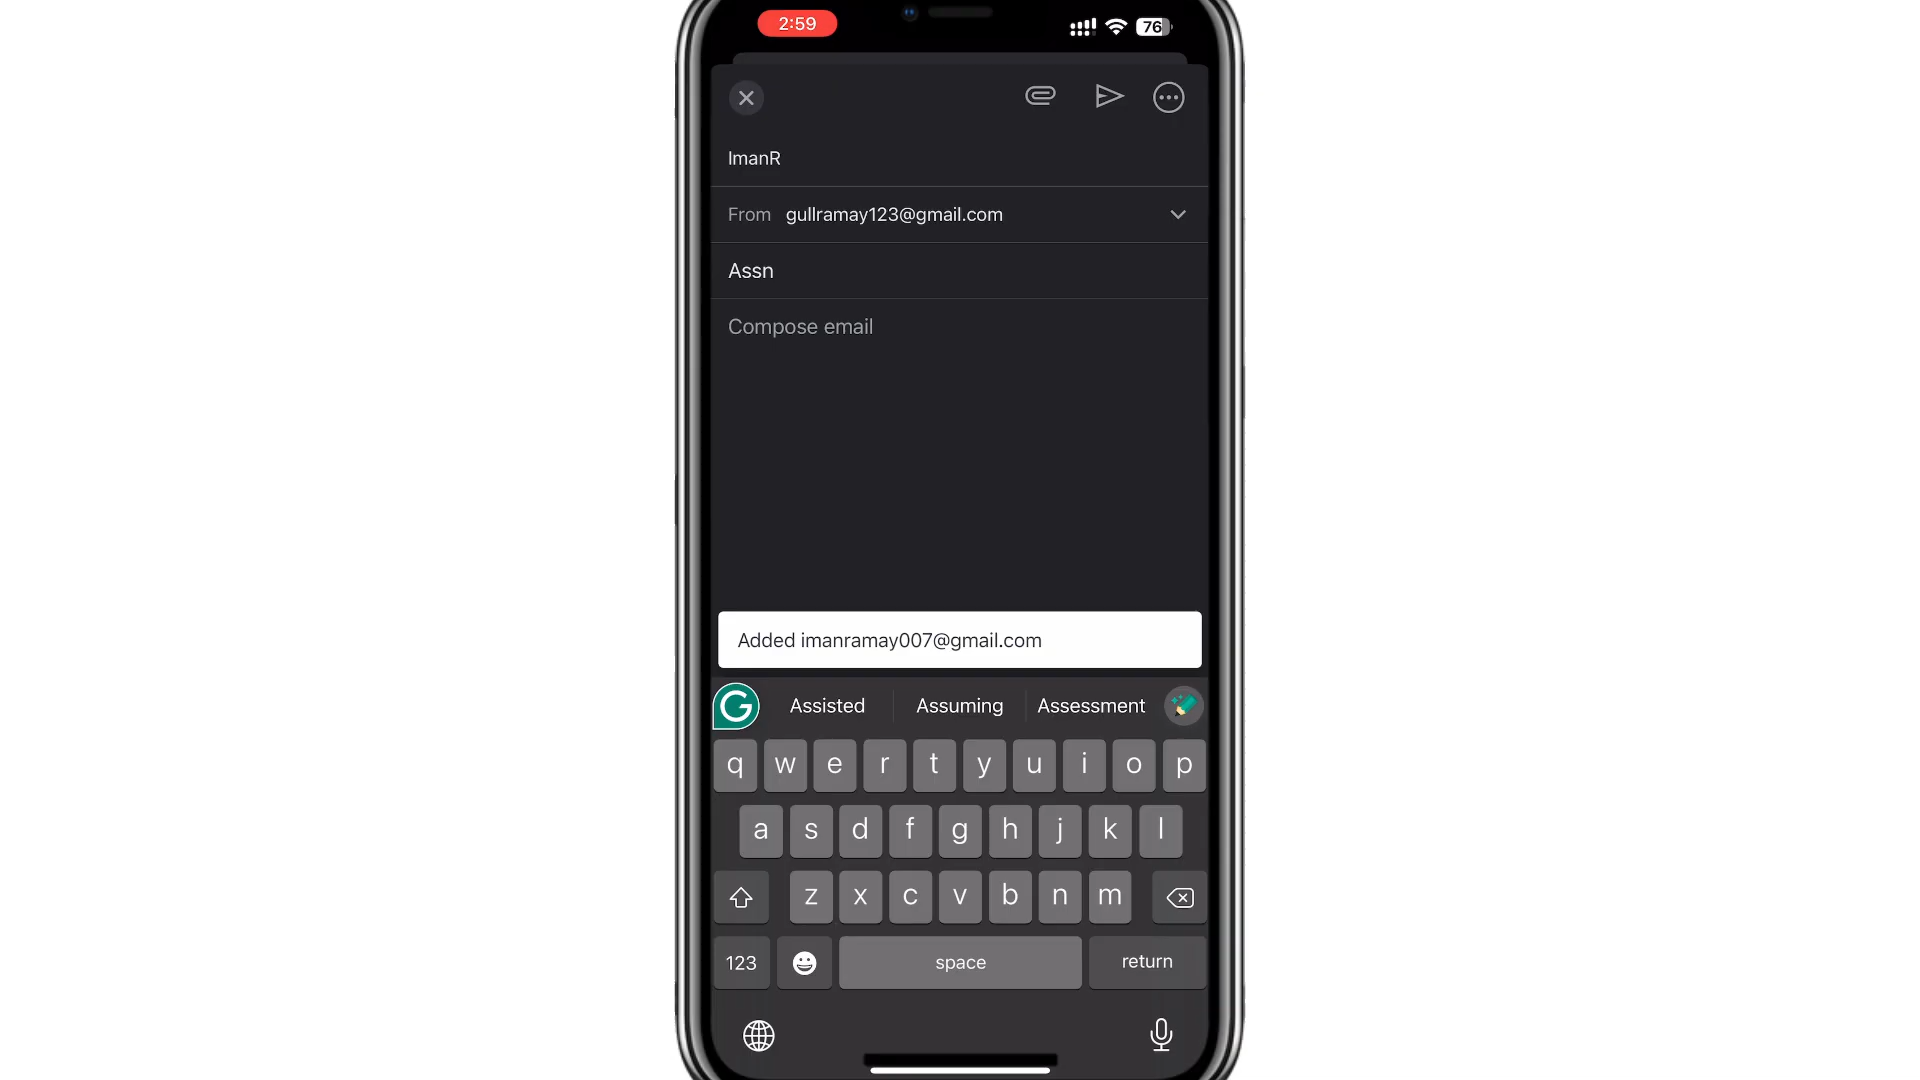 2:59
76
ImanR
From gullramay123@gmail.com
Assn
Compose email
Added imanramay007@gmail.com
G Assisted Assuming Assessment
q w e r t y u i o p
a s d f g h j k l
z x c v b n m
123 space return